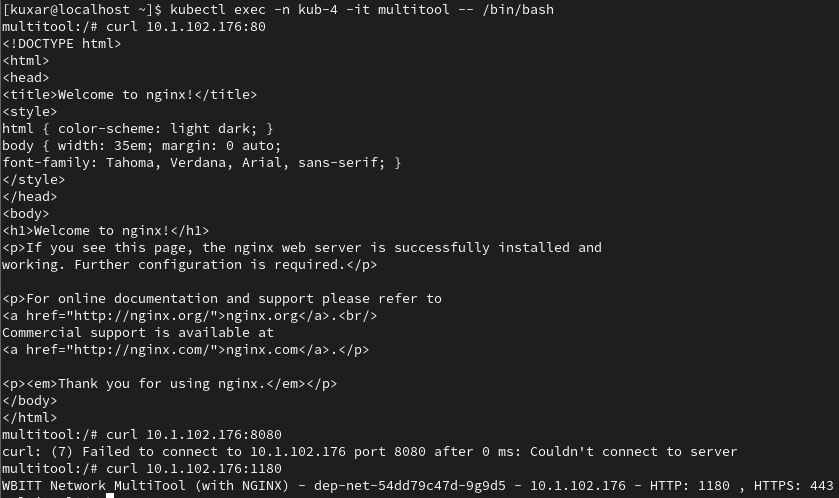 [kuxar@localhost ~]$ kubectl exec -n kub-4 -it multitool -- /bin/bash
multitool:/# curl 10.1.102.176:80
<!DOCTYPE html>
<html>
<head>
<title>Welcome to nginx!</title>
<style>
html { color-scheme: light dark; }
body { width: 35em; margin: 0 auto;
font-family: Tahoma, Verdana, Arial, sans-serif; }
</style>
</head>
<body>
<h1>Welcome to nginx!</h1>
<p>If you see this page, the nginx web server is successfully installed and
working. Further configuration is required.</p>

<p>For online documentation and support please refer to
<a href="http://nginx.org/">nginx.org</a>.<br/>
Commercial support is available at
<a href="http://nginx.com/">nginx.com</a>.</p>

<p><em>Thank you for using nginx.</em></p>
</body>
</html>
multitool:/# curl 10.1.102.176:8080
curl: (7) Failed to connect to 10.1.102.176 port 8080 after 0 ms: Couldn't connect to server
multitool:/# curl 10.1.102.176:1180
WBITT Network MultiTool (with NGINX) - dep-net-54dd79c47d-9g9d5 - 10.1.102.176 - HTTP: 1180 , HTTPS: 443